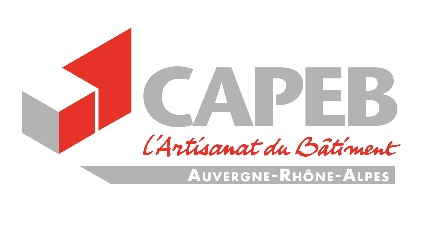 CAPEB
L'Artisanat du Bâtiment
AUVERGNE-RHÔNE-ALPES